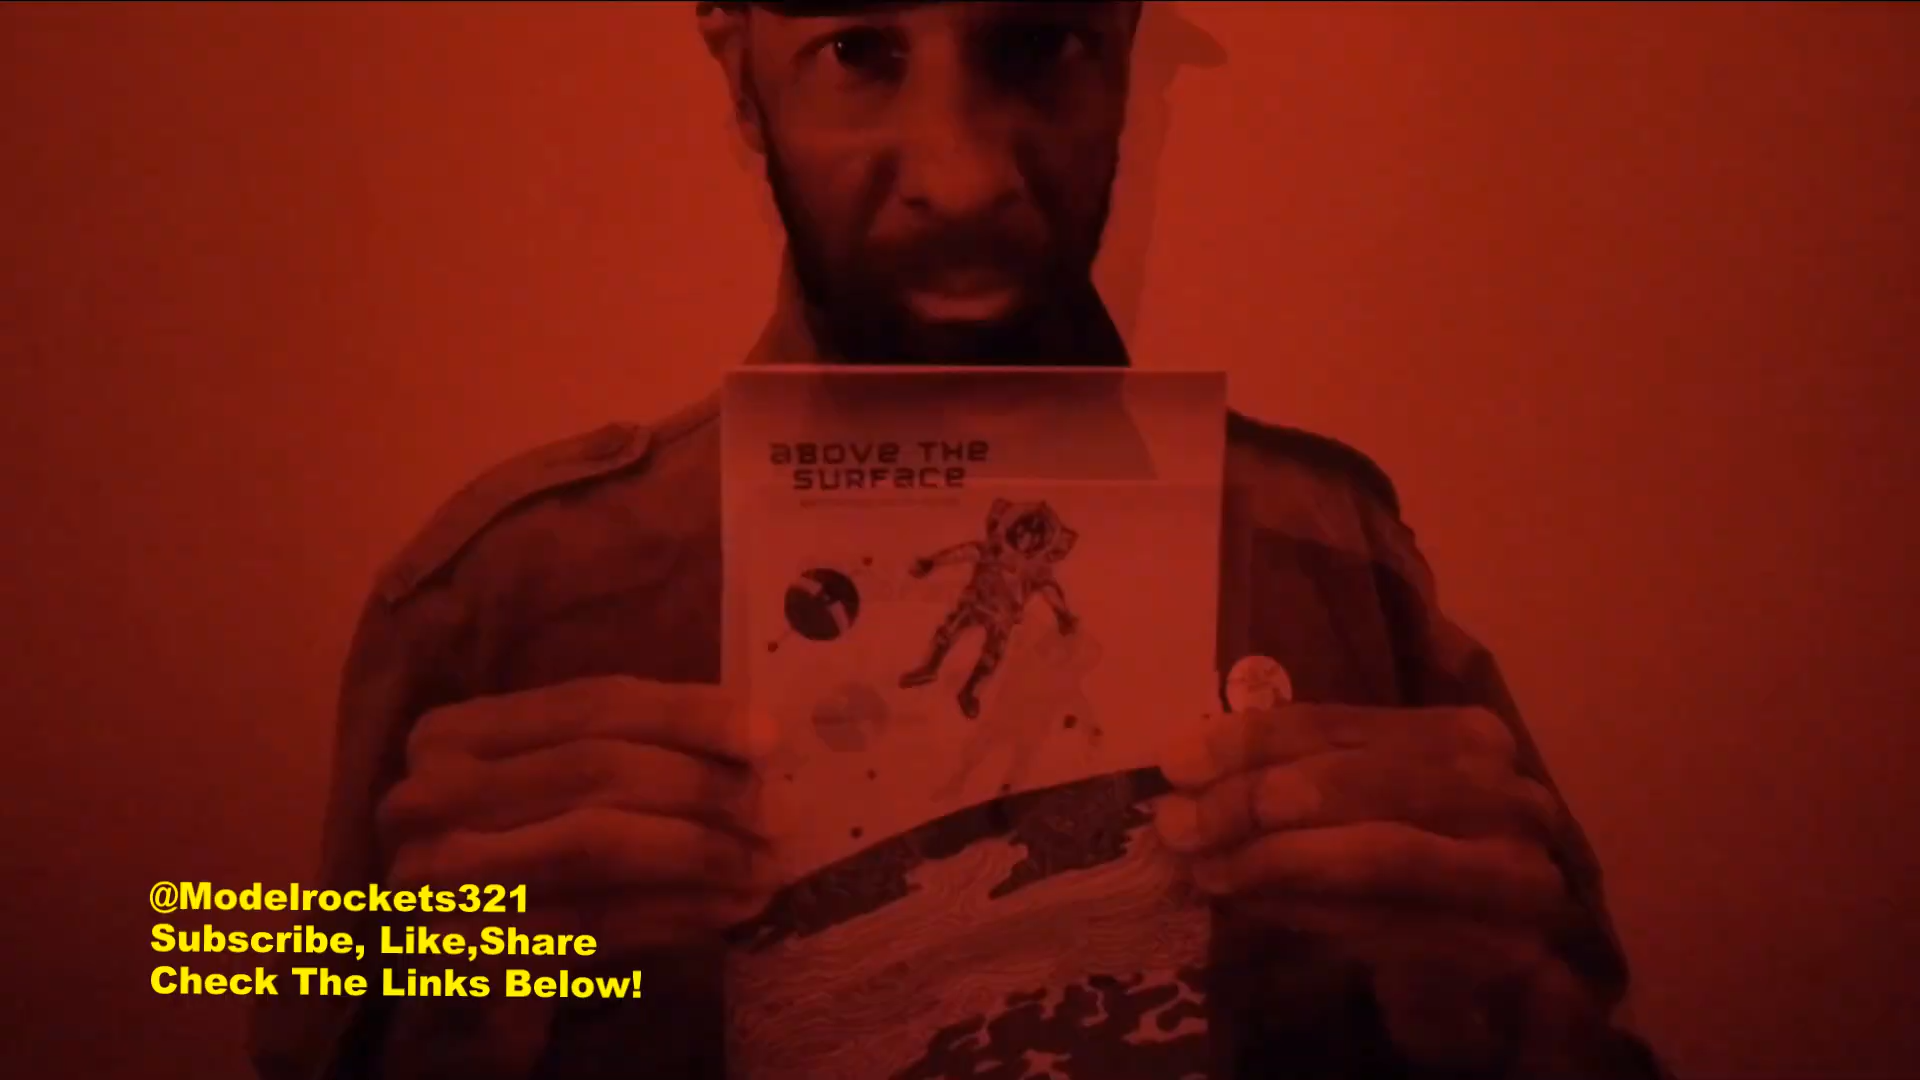 aBOVe THe
SURFaCe
@Modelrockets321
Subscribe, Like,Share
Check The Links Below!